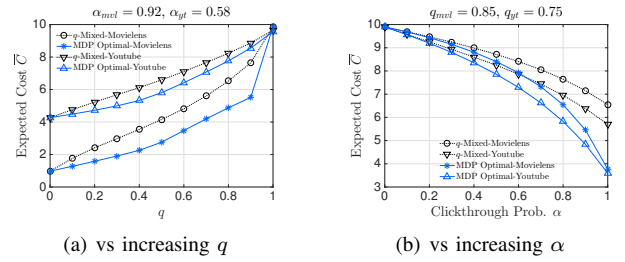 α_mvl = 0.92, α_yt = 0.58
Expected Cost C̅
10
8
6
4
2
0
q-Mixed-Movielens
MDP Optimal-Movielens
q-Mixed-Youtube
MDP Optimal-Youtube
0 0.2 0.4 0.6 0.8 1
q
(a) vs increasing q
q_mvl = 0.85, q_yt = 0.75
Expected Cost C̅
10
9
8
7
6
5
4
3
q-Mixed-Movielens
q-Mixed-Youtube
MDP Optimal-Movielens
MDP Optimal-Youtube
0 0.2 0.4 0.6 0.8 1
Clickthrough Prob. α
(b) vs increasing α